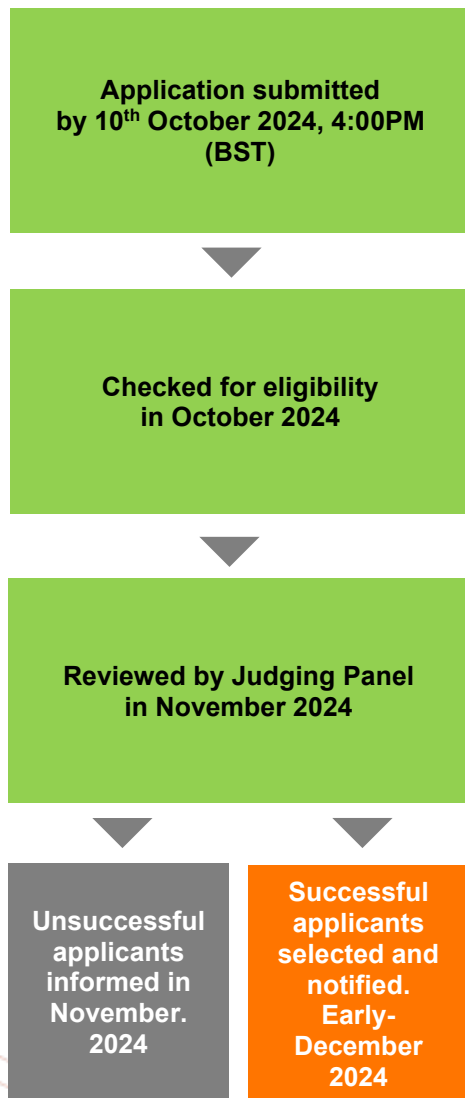 Application submitted
by 10th October 2024, 4:00PM
(BST)
Checked for eligibility
in October 2024
Reviewed by Judging Panel
in November 2024
Unsuccessful
applicants
informed in
November.
2024
Successful
applicants
selected and
notified.
Early-
December
2024